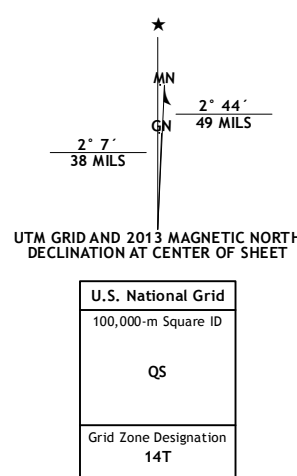 ★
MN
2° 44´
GN
49 MILS
2° 7´
38 MILS
UTM GRID AND 2013 MAGNETIC NORTH
DECLINATION AT CENTER OF SHEET
U.S. National Grid
100,000-m Square ID
QS
Grid Zone Designation
14T